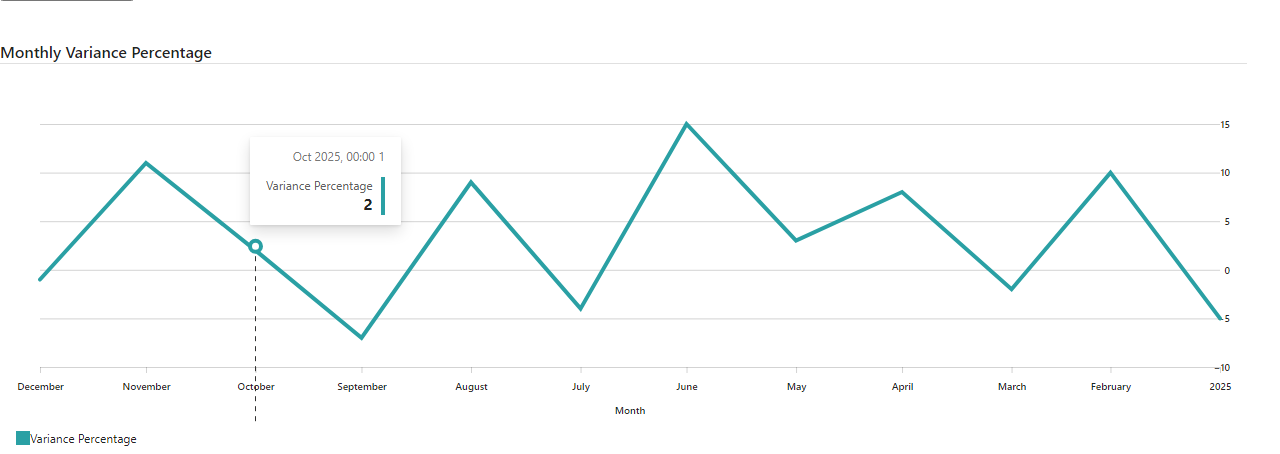 Monthly Variance Percentage
Oct 2025, 00:00 1
Variance Percentage
2
15
10
5
0
−5
−10
December November October September August July June May April March February 2025
Month
Variance Percentage